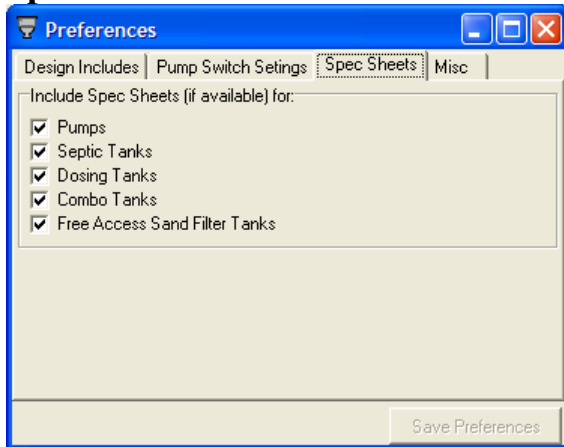 Preferences
Design Includes Pump Switch Setings Spec Sheets Misc
Include Spec Sheets (if available) for:
Pumps
Septic Tanks
Dosing Tanks
Combo Tanks
Free Access Sand Filter Tanks
Save Preferences